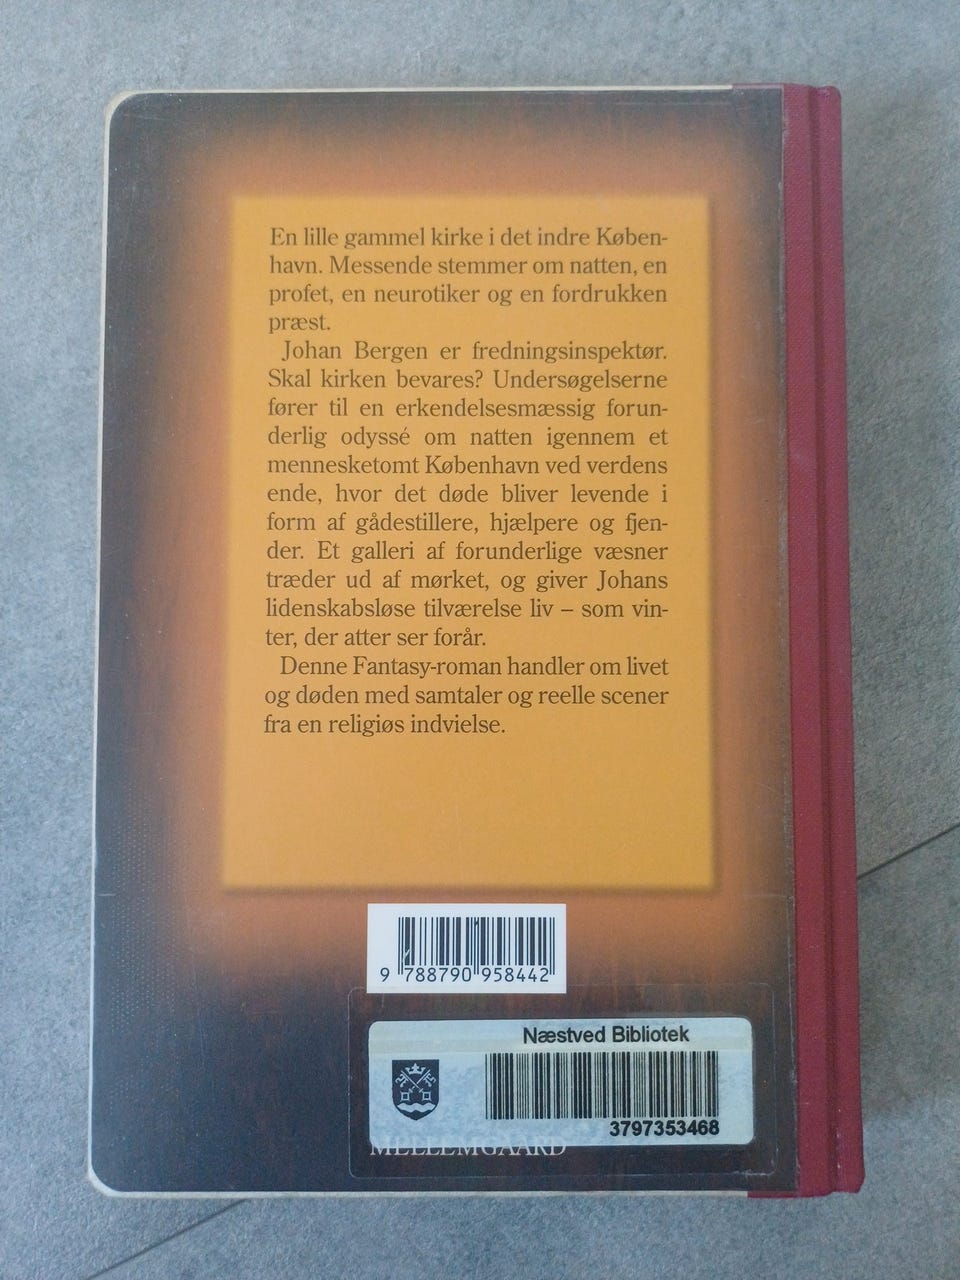 En lille gammel kirke i det indre Køben-
havn. Messende stemmer om natten, en
profet, en neurotiker og en fordrukken
præst.
Johan Bergen er fredningsinspektør.
Skal kirken bevares? Undersøgelserne
fører til en erkendelsesmæssig forun-
derlig odyssé om natten igennem et
mennesketomt København ved verdens
ende, hvor det døde bliver levende i
form af gådestillere, hjælpere og fjen-
der. Et galleri af forunderlige væsner
træder ud af mørket, og giver Johans
lidenskabsløse tilværelse liv – som vin-
ter, der atter ser forår.
Denne Fantasy-roman handler om livet
og døden med samtaler og reelle scener
fra en religiøs indvielse.
9 788790 958442
Næstved Bibliotek
3797353468
MELLEMGAARD